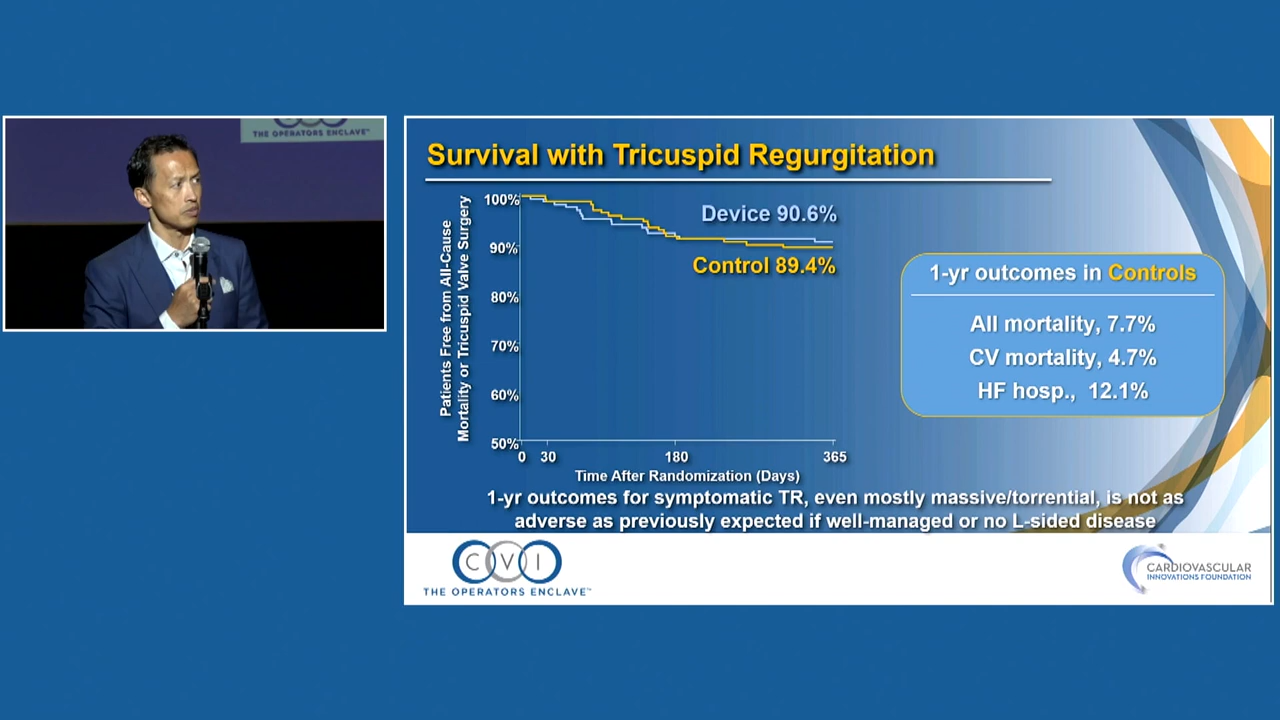 THE OPERATORS ENCLAVE™
Survival with Tricuspid Regurgitation
Patients Free from All-Cause
Mortality or Tricuspid Valve Surgery
100%
90%
80%
70%
60%
50%
Device 90.6%
Control 89.4%
0 30 180 365
Time After Randomization (Days)
1-yr outcomes in Controls
All mortality, 7.7%
CV mortality, 4.7%
HF hosp., 12.1%
1-yr outcomes for symptomatic TR, even mostly massive/torrential, is not as
adverse as previously expected if well-managed or no L-sided disease
CVI
THE OPERATORS ENCLAVE™
CARDIOVASCULAR
INNOVATIONS FOUNDATION